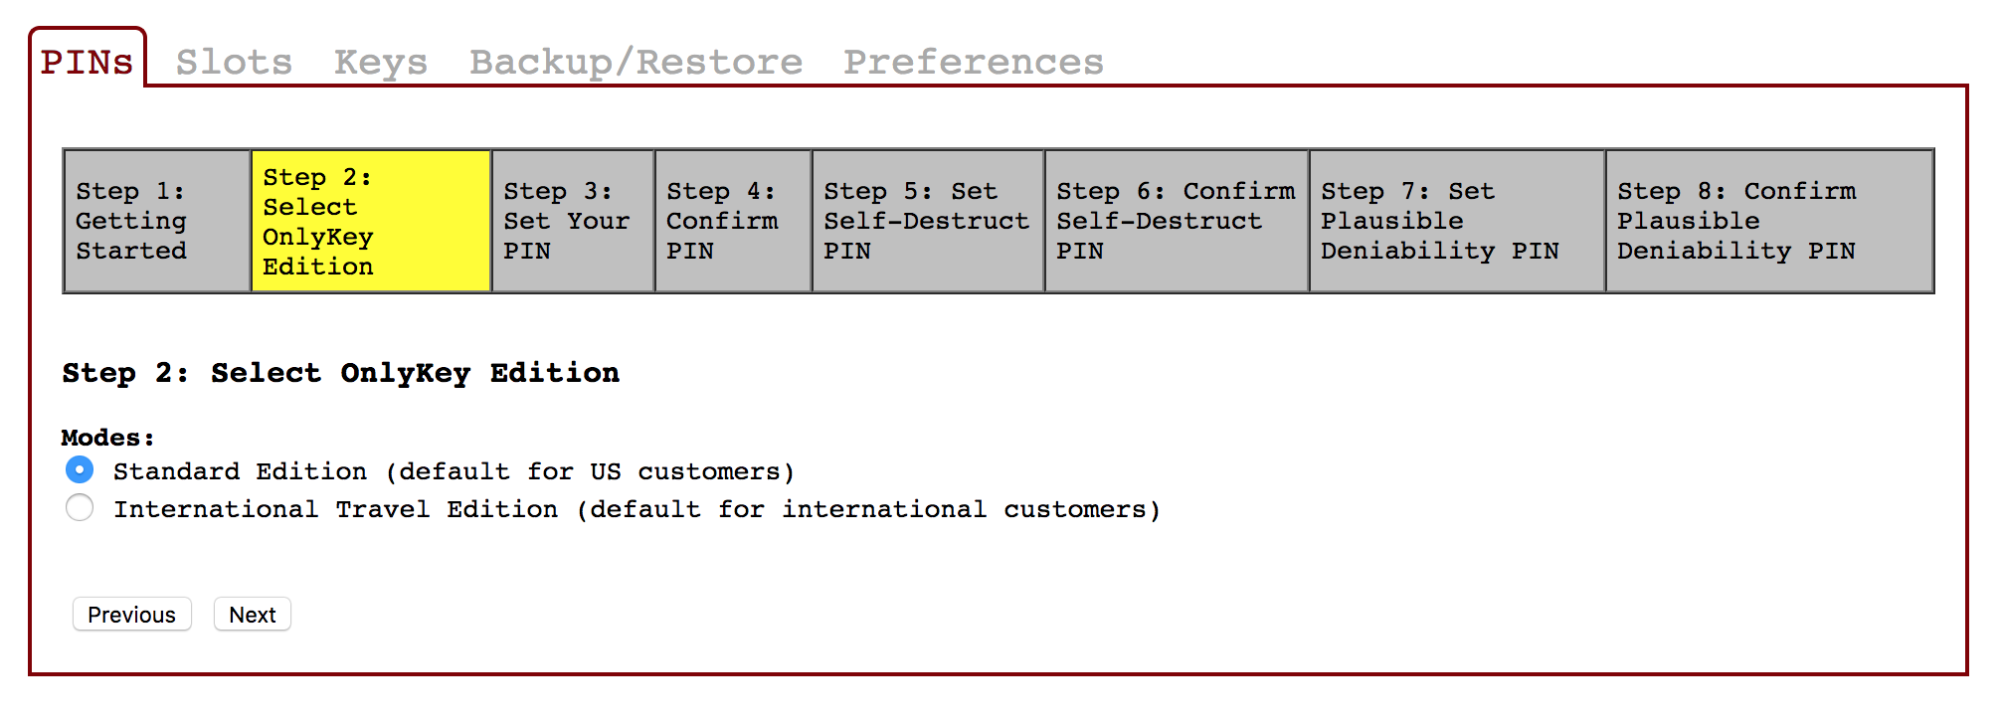 PINs Slots Keys Backup/Restore Preferences
Step 1:
Getting
Started
Step 2:
Select
OnlyKey
Edition
Step 3:
Set Your
PIN
Step 4:
Confirm
PIN
Step 5: Set
Self-Destruct
PIN
Step 6: Confirm
Self-Destruct
PIN
Step 7: Set
Plausible
Deniability PIN
Step 8: Confirm
Plausible
Deniability PIN
Step 2: Select OnlyKey Edition
Modes:
Standard Edition (default for US customers)
International Travel Edition (default for international customers)
Previous Next